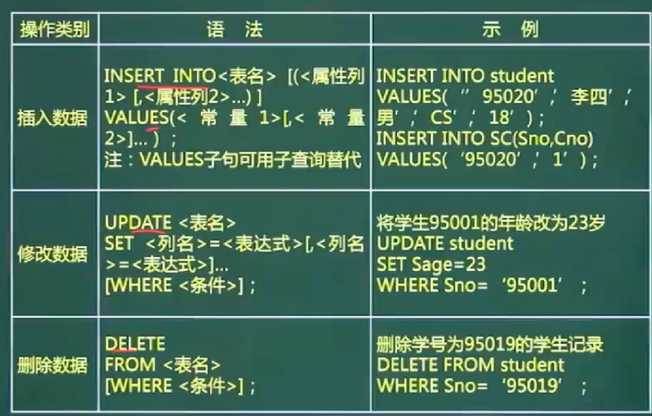 操作类别
语 法
示 例
插入数据
INSERT INTO<表名> [(<属性列
1> [,<属性列2>...) ]
VALUES(< 常 量 1>[,< 常 量
2>]... ) ;
注：VALUES子句可用子查询替代
INSERT INTO student
VALUES( “ 95020’ ,‘ 李四’ ,‘
男’ ,‘ CS’ ,‘ 18’ ) ;
INSERT INTO SC(Sno,Cno)
VALUES( ‘95020’ ,‘ 1’ ) ;
修改数据
UPDATE <表名>
SET <列名>=<表达式>[,<列名
>=<表达式>]...
[WHERE <条件>] ;
将学生95001的年龄改为23岁
UPDATE student
SET Sage=23
WHERE Sno= ‘95001’ ;
删除数据
DELETE
FROM <表名>
[WHERE <条件>] ;
删除学号为95019的学生记录
DELETE FROM student
WHERE Sno= ‘95019’ ;